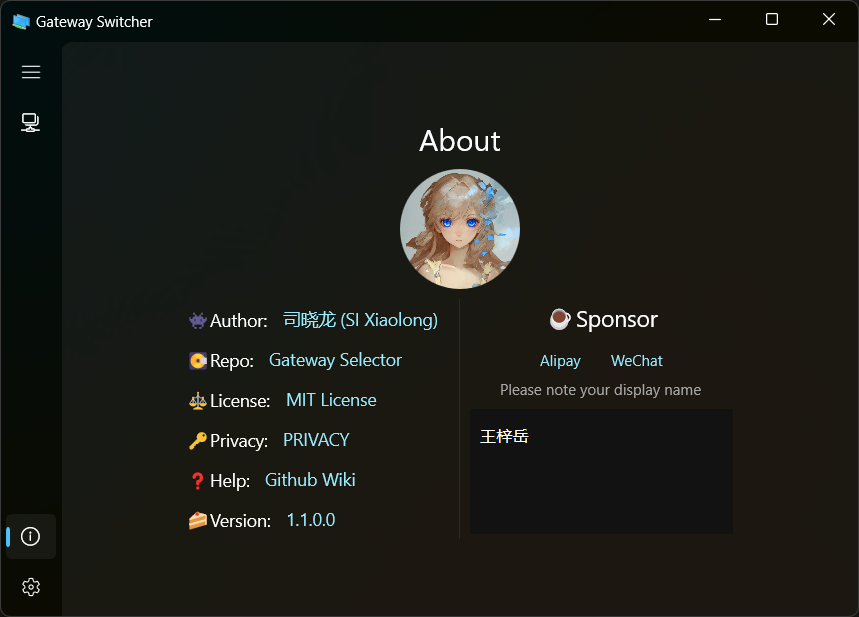 Gateway Switcher
About
Author: 司晓龙 (SI Xiaolong)
Repo: Gateway Selector
License: MIT License
Privacy: PRIVACY
Help: Github Wiki
Version: 1.1.0.0
Sponsor
Alipay WeChat
Please note your display name
王梓岳